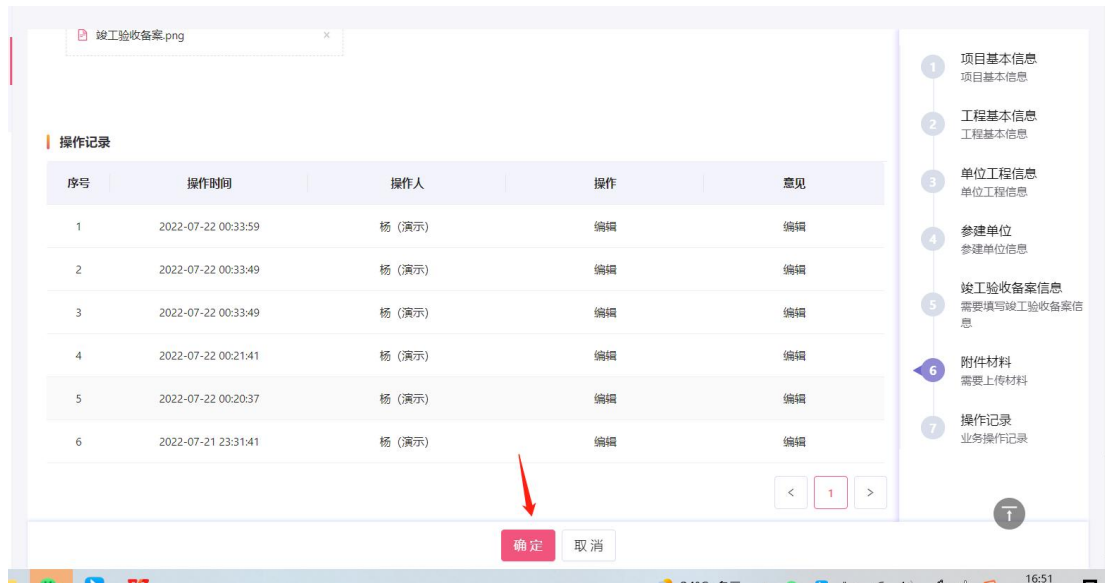 竣工验收备案.png ×
操作记录
序号 操作时间 操作人 操作 意见
1 2022-07-22 00:33:59 杨（演示） 编辑 编辑
2 2022-07-22 00:33:49 杨（演示） 编辑 编辑
3 2022-07-22 00:33:49 杨（演示） 编辑 编辑
4 2022-07-22 00:21:41 杨（演示） 编辑 编辑
5 2022-07-22 00:20:37 杨（演示） 编辑 编辑
6 2022-07-21 23:31:41 杨（演示） 编辑 编辑
< 1 >
确定 取消
1 项目基本信息
项目基本信息
2 工程基本信息
工程基本信息
3 单位工程信息
单位工程信息
4 参建单位
参建单位信息
竣工验收备案信息
5 需要填写竣工验收备案信
息
6 附件材料
需要上传材料
7 操作记录
业务操作记录
16:51